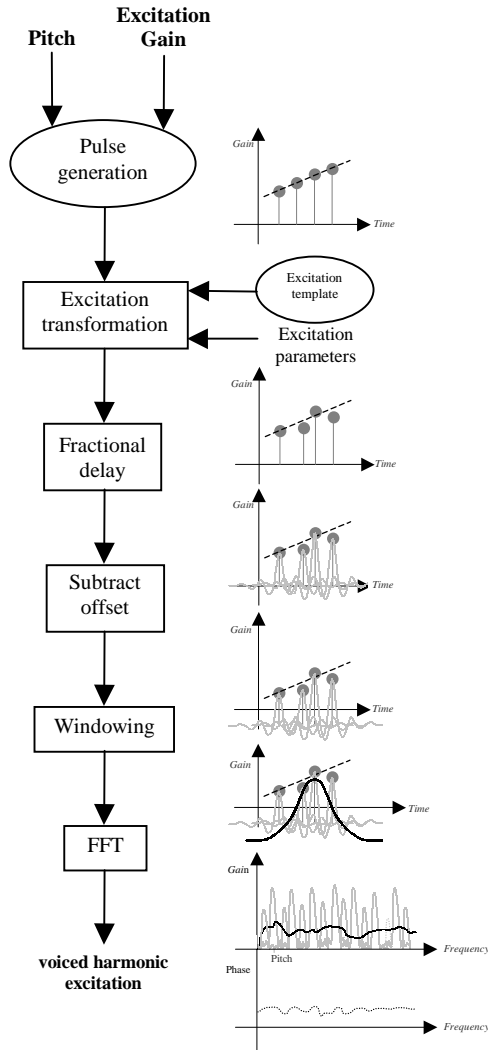 Pitch
Excitation
Gain
Pulse
generation
Gain
Time
Excitation
transformation
Excitation
template
Excitation
parameters
Gain
Time
Fractional
delay
Gain
Time
Subtract
offset
Gain
Time
Windowing
Gain
Time
FFT
Gain
Frequency
Pitch
voiced harmonic
excitation
Phase
Frequency